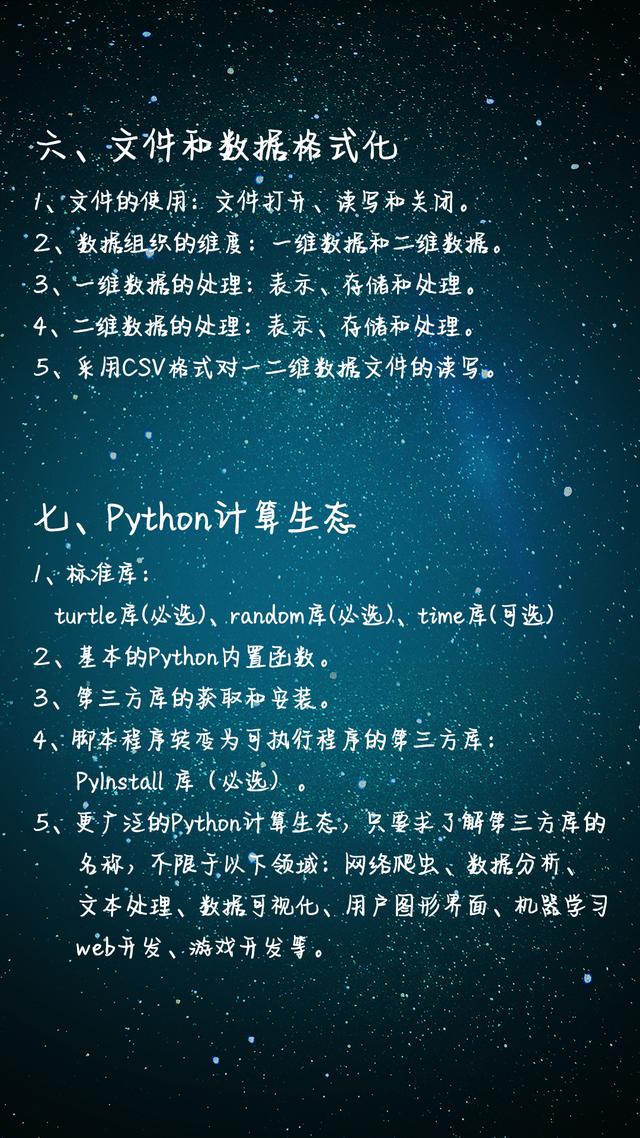 六、文件和数据格式化
1、文件的使用：文件打开、读写和关闭。
2、数据组织的维度：一维数据和二维数据。
3、一维数据的处理：表示、存储和处理。
4、二维数据的处理：表示、存储和处理。
5、采用CSV格式对一二维数据文件的读写。
七、Python计算生态
1、标准库：
turtle库(必选)、random库(必选)、time库(可选)
2、基本的Python内置函数。
3、第三方库的获取和安装。
4、脚本程序转变为可执行程序的第三方库：
PyInstall 库（必选）。
5、更广泛的Python计算生态，只要求了解第三方库的
名称，不限于以下领域：网络爬虫、数据分析、
文本处理、数据可视化、用户图形界面、机器学习
web开发、游戏开发等。